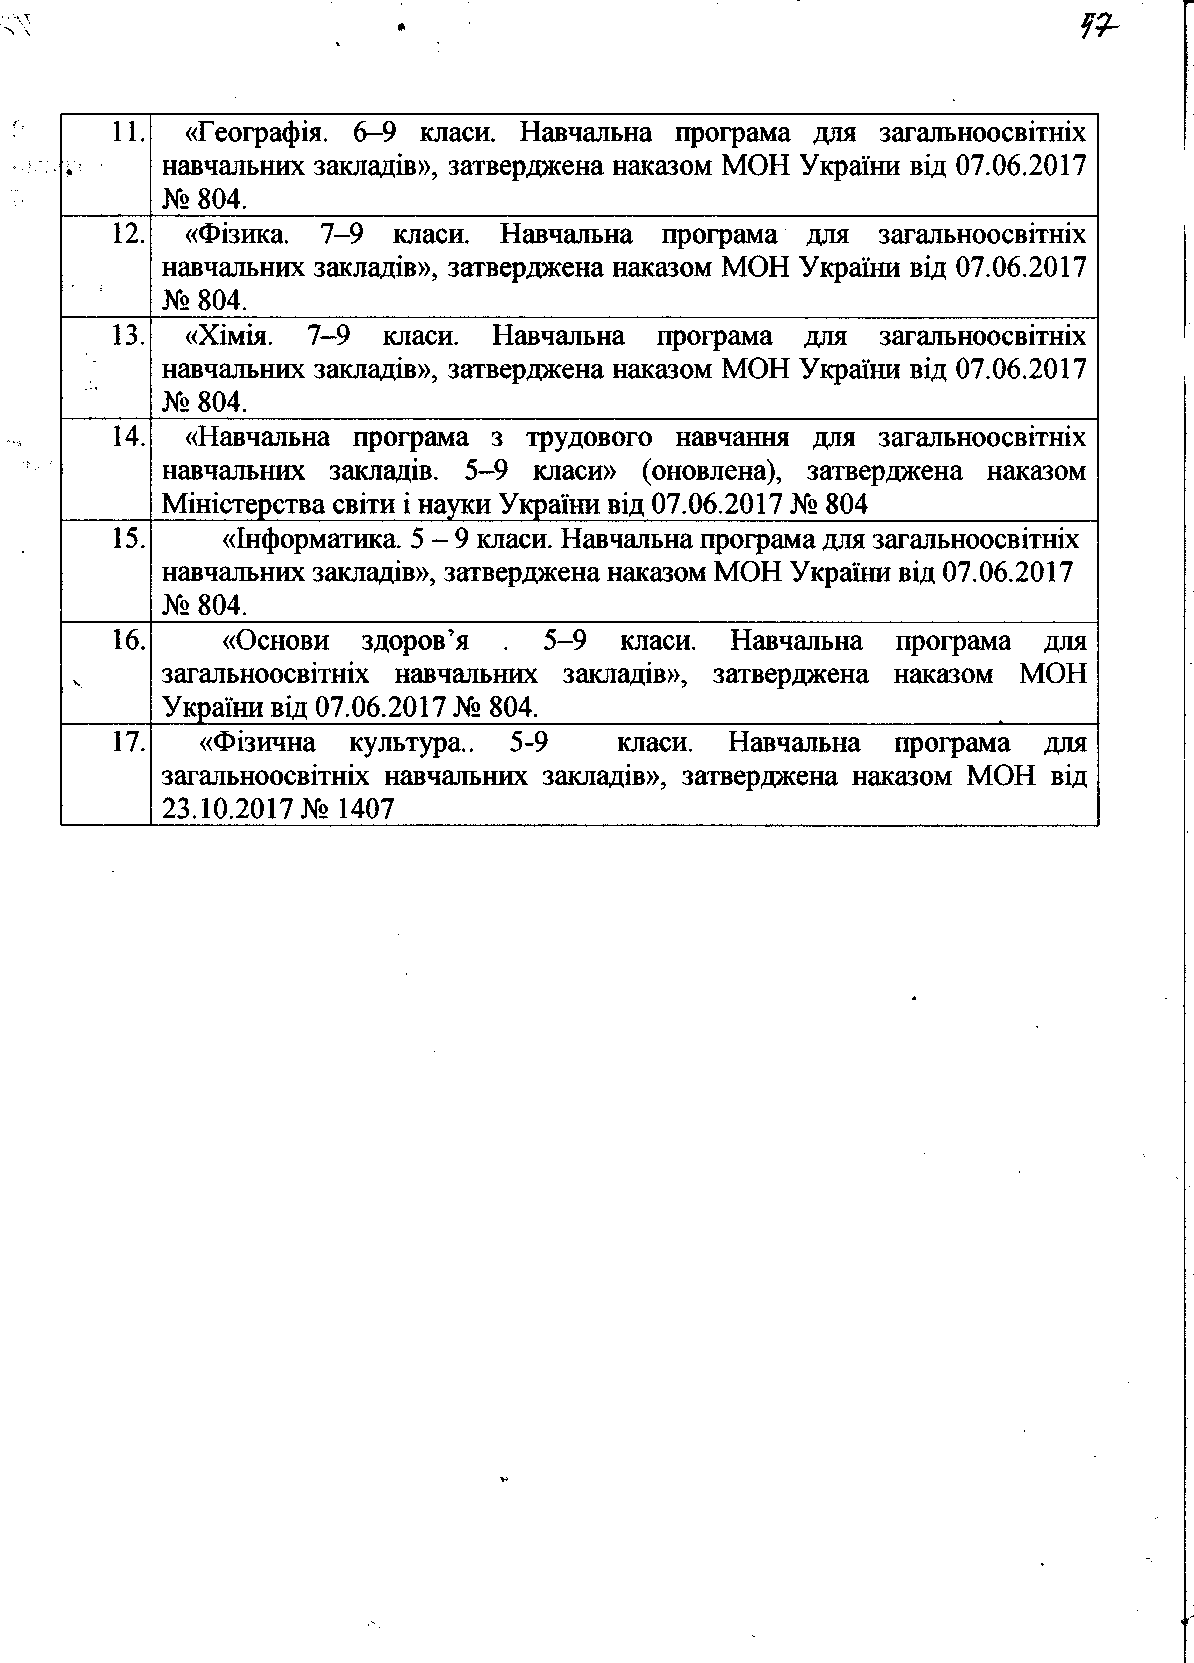 47
11. «Географія. 6–9 класи. Навчальна програма для загальноосвітніх
навчальних закладів», затверджена наказом МОН України від 07.06.2017
№ 804.
12. «Фізика. 7–9 класи. Навчальна програма для загальноосвітніх
навчальних закладів», затверджена наказом МОН України від 07.06.2017
№ 804.
13. «Хімія. 7–9 класи. Навчальна програма для загальноосвітніх
навчальних закладів», затверджена наказом МОН України від 07.06.2017
№ 804.
14. «Навчальна програма з трудового навчання для загальноосвітніх
навчальних закладів. 5–9 класи» (оновлена), затверджена наказом
Міністерства світи і науки України від 07.06.2017 № 804
15. «Інформатика. 5 – 9 класи. Навчальна програма для загальноосвітніх
навчальних закладів», затверджена наказом МОН України від 07.06.2017
№ 804.
16. «Основи здоров’я . 5–9 класи. Навчальна програма для
загальноосвітніх навчальних закладів», затверджена наказом МОН
України від 07.06.2017 № 804.
17. «Фізична культура.. 5-9 класи. Навчальна програма для
загальноосвітніх навчальних закладів», затверджена наказом МОН від
23.10.2017 № 1407